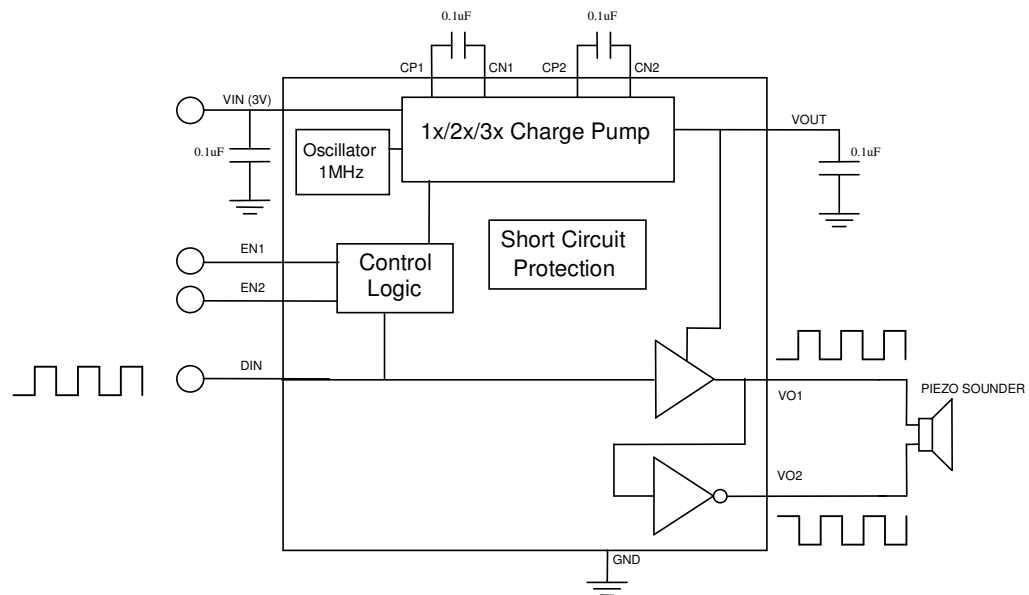 0.1uF
0.1uF
CP1
CN1
CP2
CN2
VIN (3V)
1x/2x/3x Charge Pump
VOUT
0.1uF
Oscillator
1MHz
0.1uF
EN1
Control
Logic
Short Circuit
Protection
EN2
DIN
PIEZO SOUNDER
VO1
VO2
GND